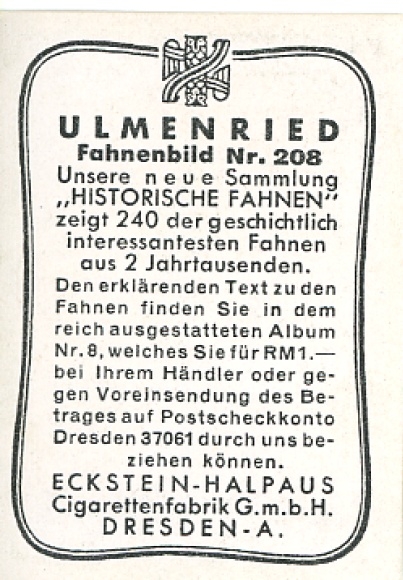 ULMENRIED
Fahnenbild Nr. 208
Unsere neue Sammlung
„HISTORISCHE FAHNEN“
zeigt 240 der geschichtlich
interessantesten Fahnen
aus 2 Jahrtausenden.
Den erklärenden Text zu den
Fahnen finden Sie in dem
reich ausgestatteten Album
Nr. 8, welches Sie für RM 1.—
bei Ihrem Händler oder ge-
gen Voreinsendung des Be-
trages auf Postscheckkonto
Dresden 37061 durch uns be-
ziehen können.
ECKSTEIN-HALPAUS
Cigarettenfabrik G.m.b.H.
DRESDEN-A.